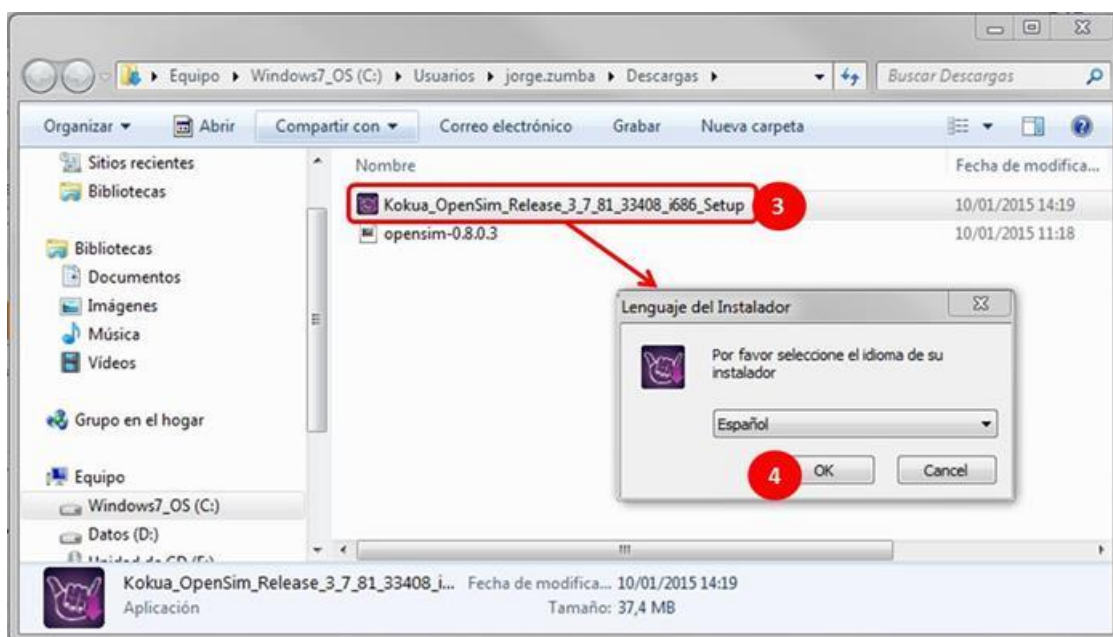 Equipo Windows7_OS (C:) Usuarios jorge.zumba Descargas
Buscar Descargas
Organizar Abrir Compartir con Correo electrónico Grabar Nueva carpeta
Sitios recientes
Bibliotecas
Bibliotecas
Documentos
Imágenes
Música
Vídeos
Grupo en el hogar
Equipo
Windows7_OS (C:)
Datos (D:)
Unidad de CD (E:)
Nombre Fecha de modifica...
Kokua_OpenSim_Release_3_7_81_33408_i686_Setup 3 10/01/2015 14:19
opensim-0.8.0.3 10/01/2015 11:18
Lenguaje del Instalador
Por favor seleccione el idioma de su
instalador
Español
4 OK Cancel
Kokua_OpenSim_Release_3_7_81_33408_i... Fecha de modifica... 10/01/2015 14:19
Aplicación Tamaño: 37,4 MB